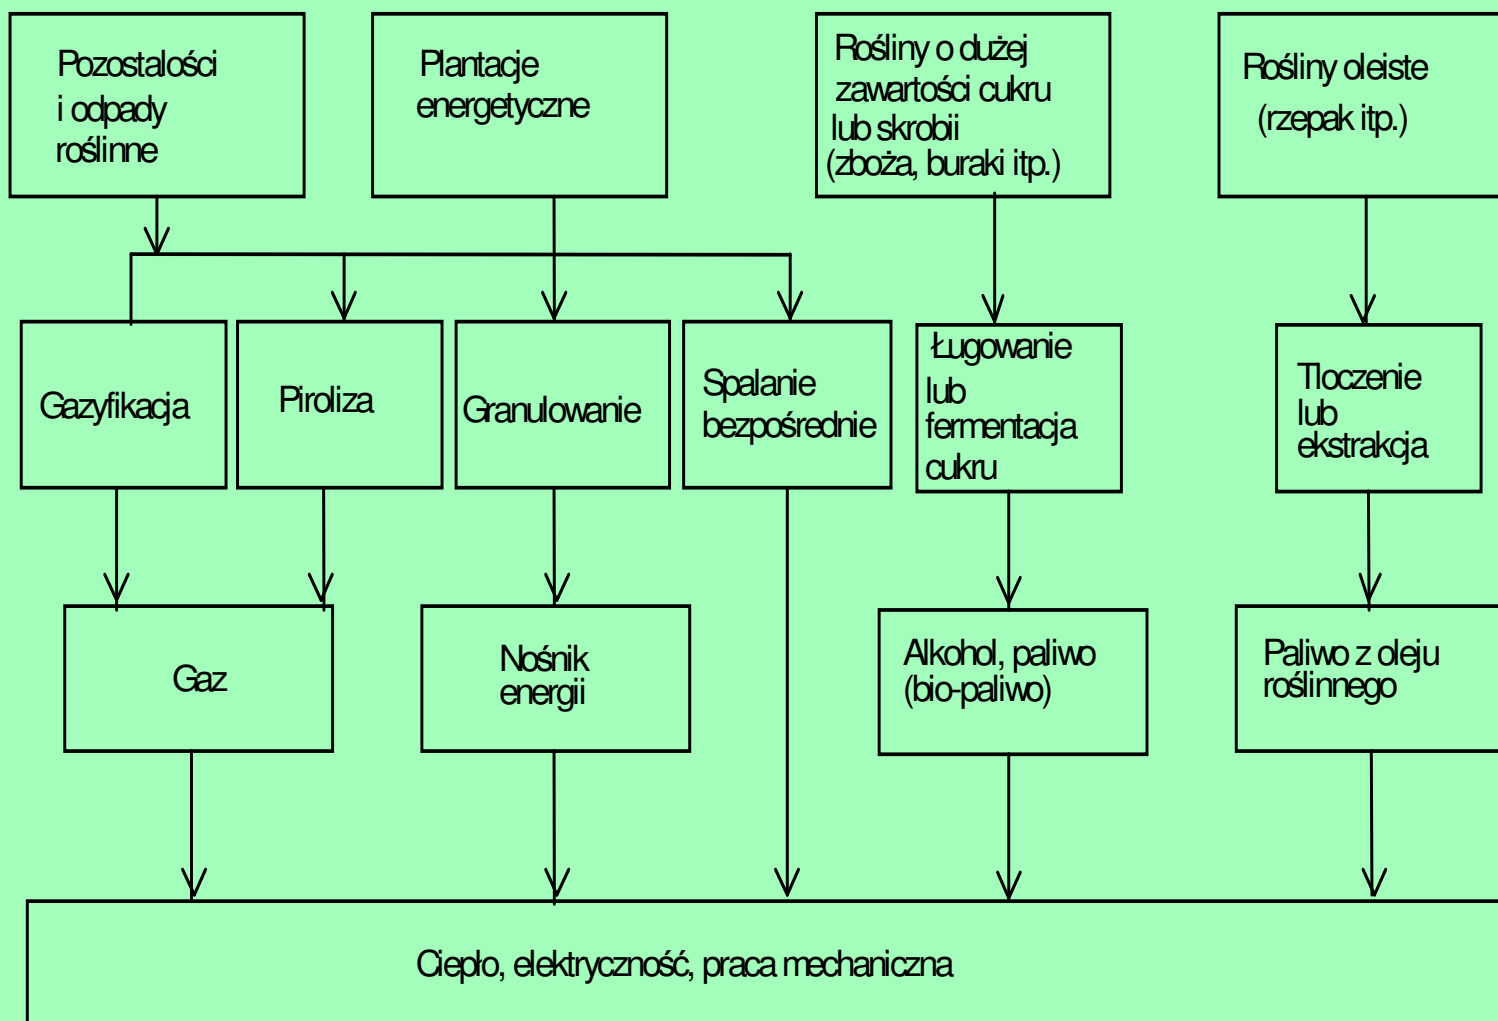 Pozostalości
i odpady
roślinne
Plantacje
energetyczne
Rośliny o dużej
zawartości cukru
lub skrobii
(zboża, buraki itp.)
Rośliny oleiste
(rzepak itp.)
Gazyfikacja
Piroliza
Granulowanie
Spalanie
bezpośrednie
Ługowanie
lub
fermentacja
cukru
Tloczenie
lub
ekstrakcja
Gaz
Nośnik
energii
Alkohol, paliwo
(bio-paliwo)
Paliwo z oleju
roślinnego
Ciepło, elektryczność, praca mechaniczna